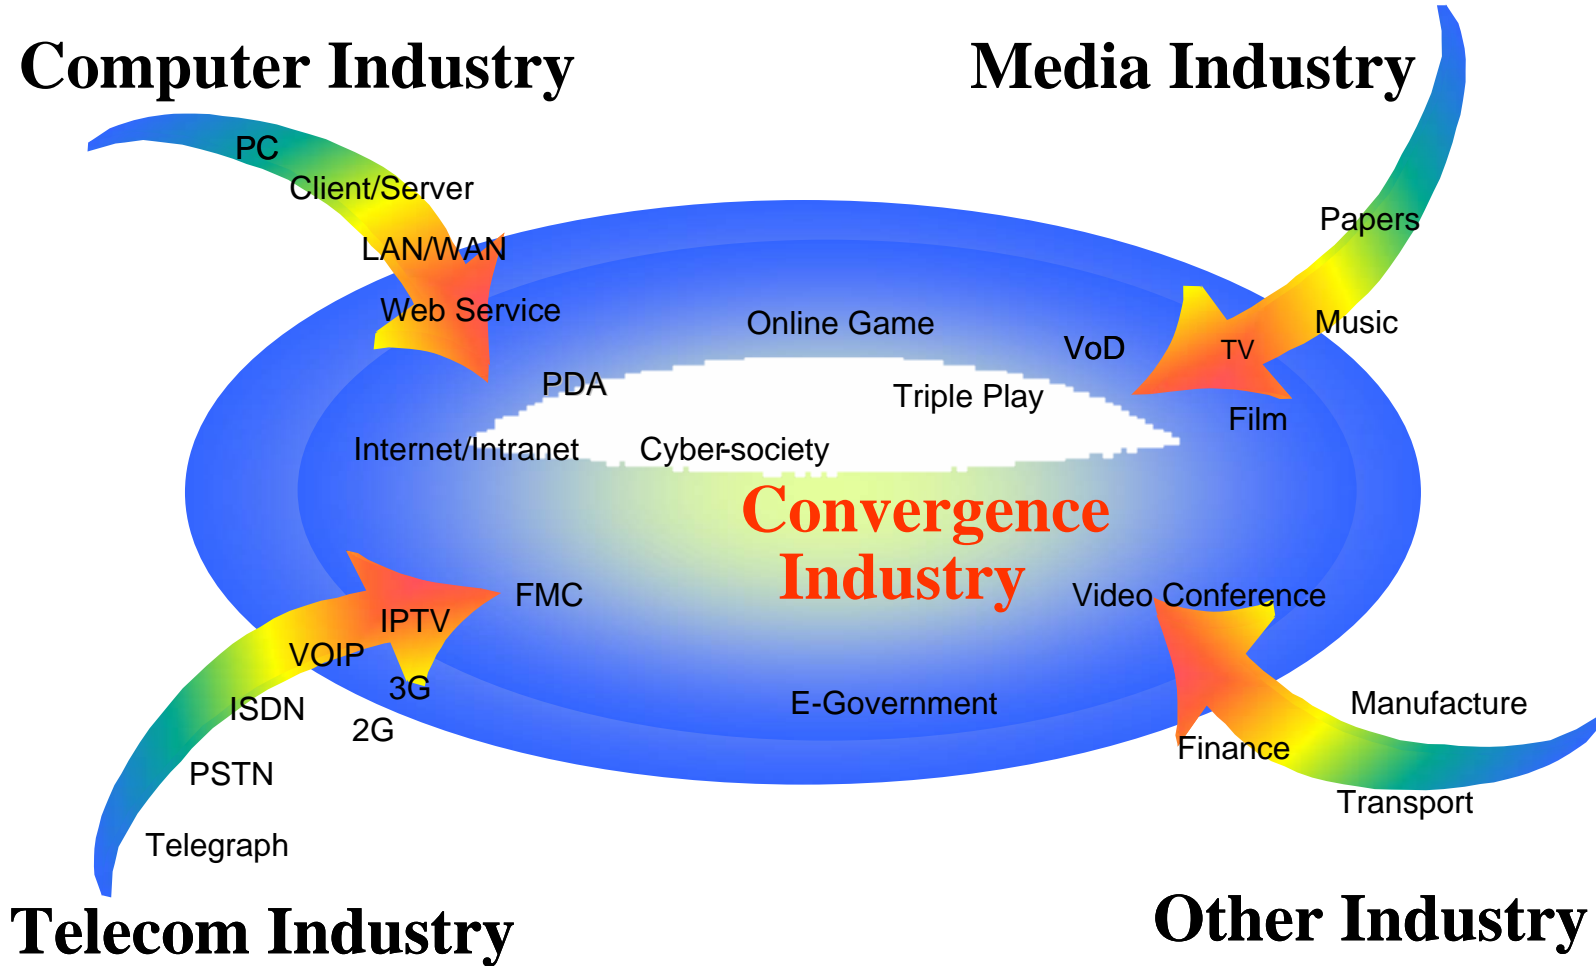 Computer Industry
Media Industry
PC
Client/Server
Papers
LAN/WAN
Web Service
Online Game
Music
VoD
TV
PDA
Triple Play
Film
Internet/Intranet
Cyber-society
Convergence
Industry
FMC
Video Conference
IPTV
VOIP
3G
ISDN
2G
E-Government
Manufacture
PSTN
Finance
Transport
Telegraph
Telecom Industry
Other Industry